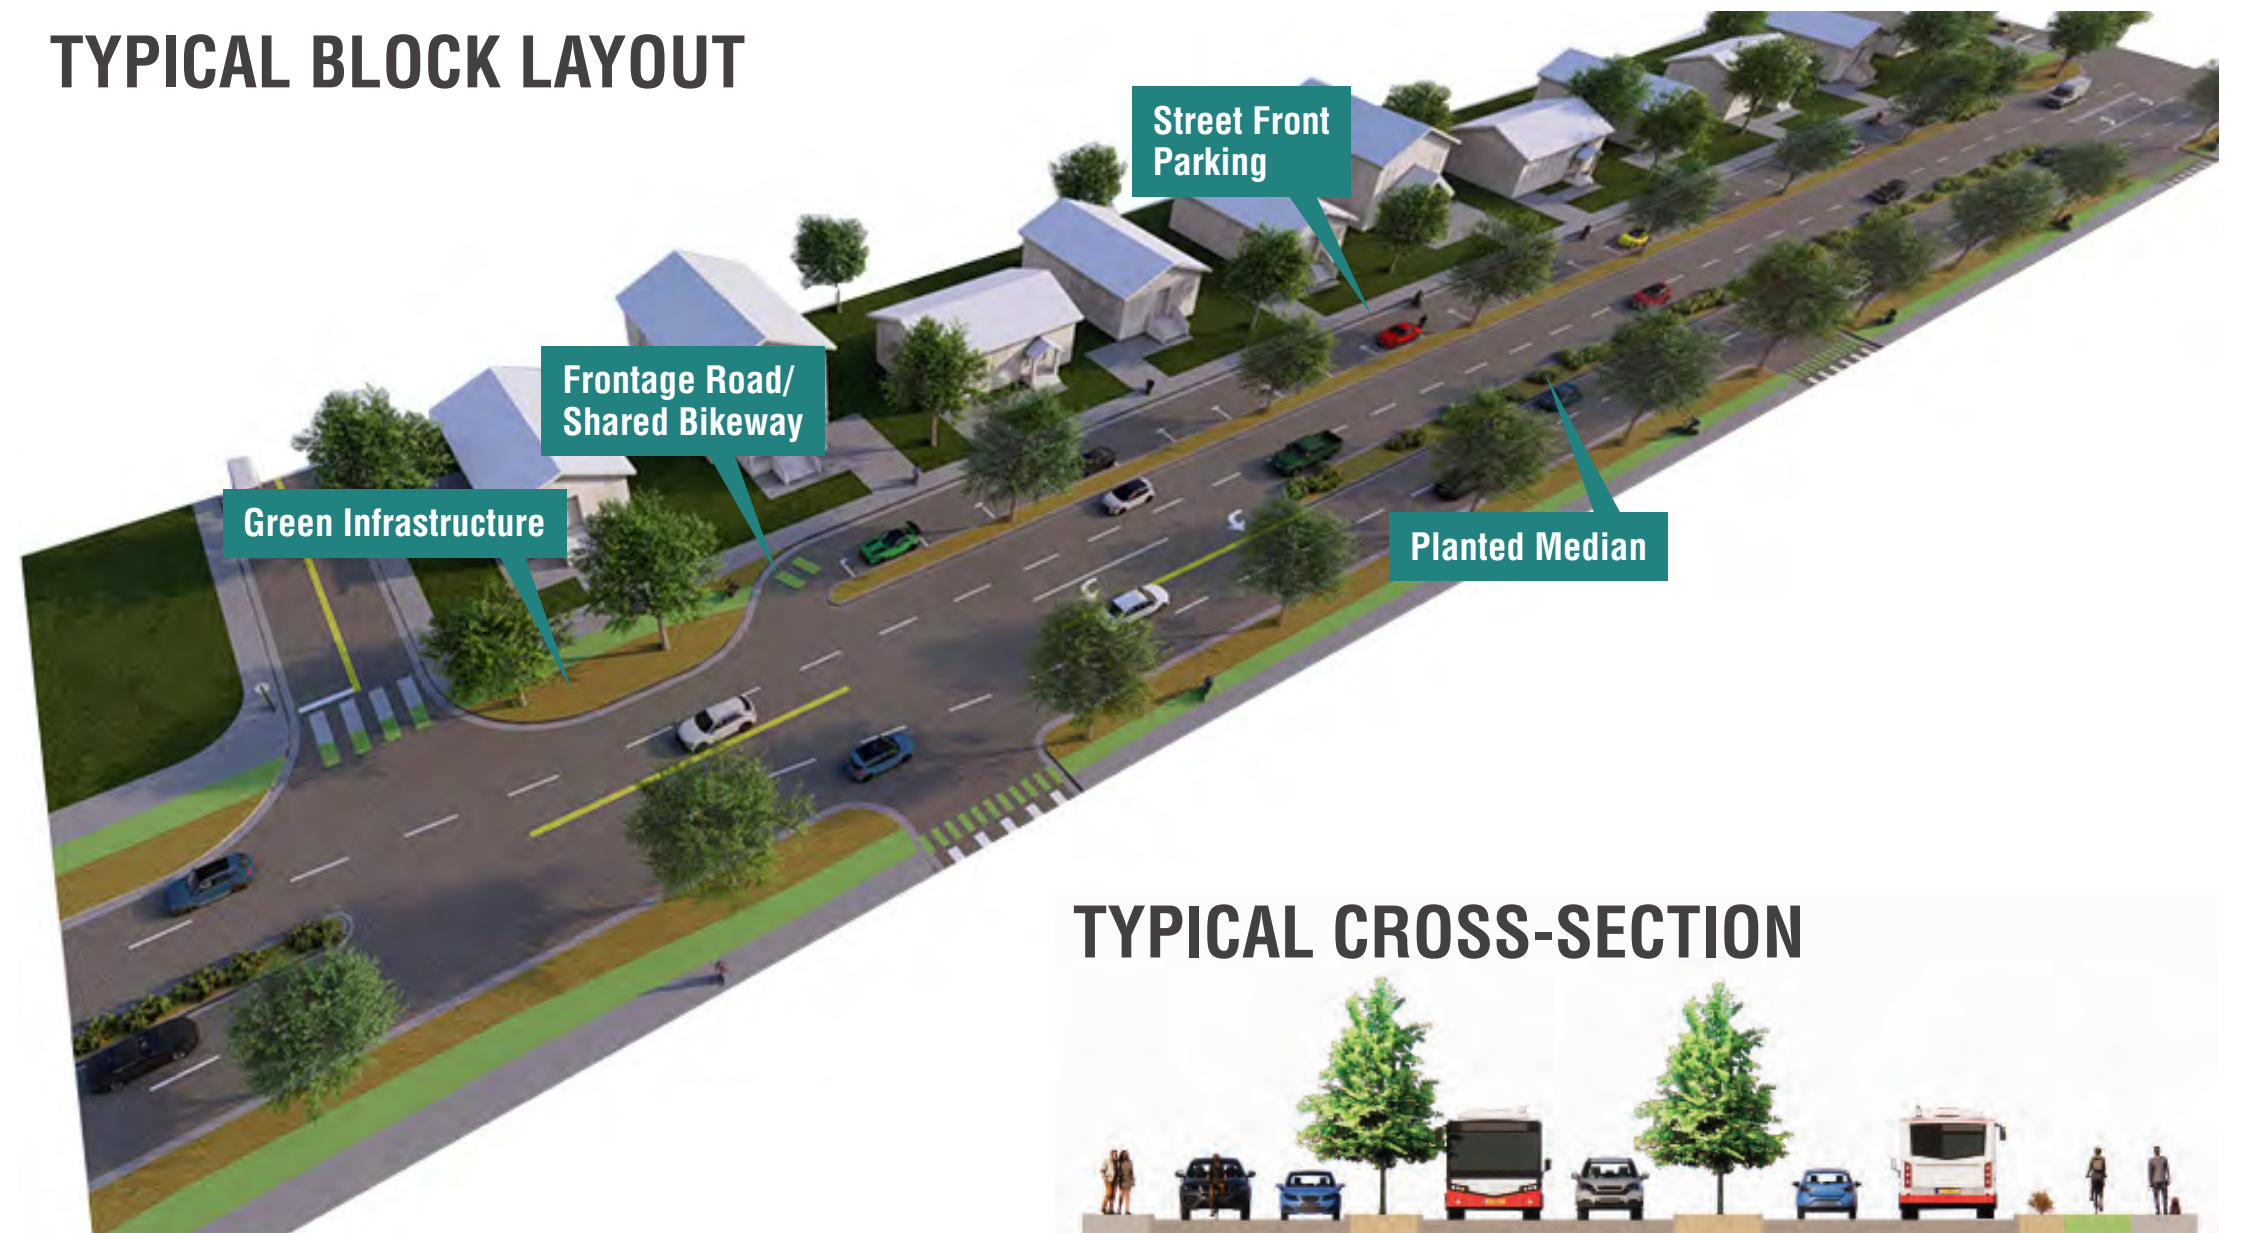 TYPICAL BLOCK LAYOUT
Street Front
Parking
Frontage Road/
Shared Bikeway
Green Infrastructure
Planted Median
TYPICAL CROSS-SECTION